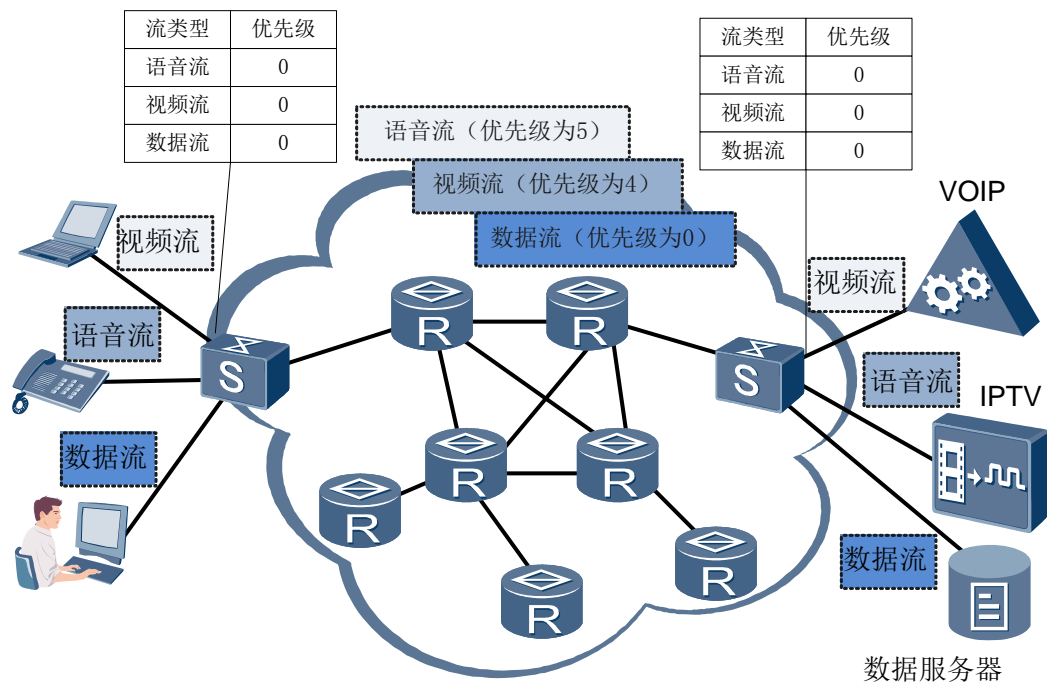 流类型 优先级
语音流 0
视频流 0
数据流 0
流类型 优先级
语音流 0
视频流 0
数据流 0
语音流（优先级为5）
视频流（优先级为4）
数据流（优先级为0）
视频流
语音流
数据流
S
R
R
R
R
R
R
R
S
VOIP
视频流
语音流
IPTV
数据流
数据服务器